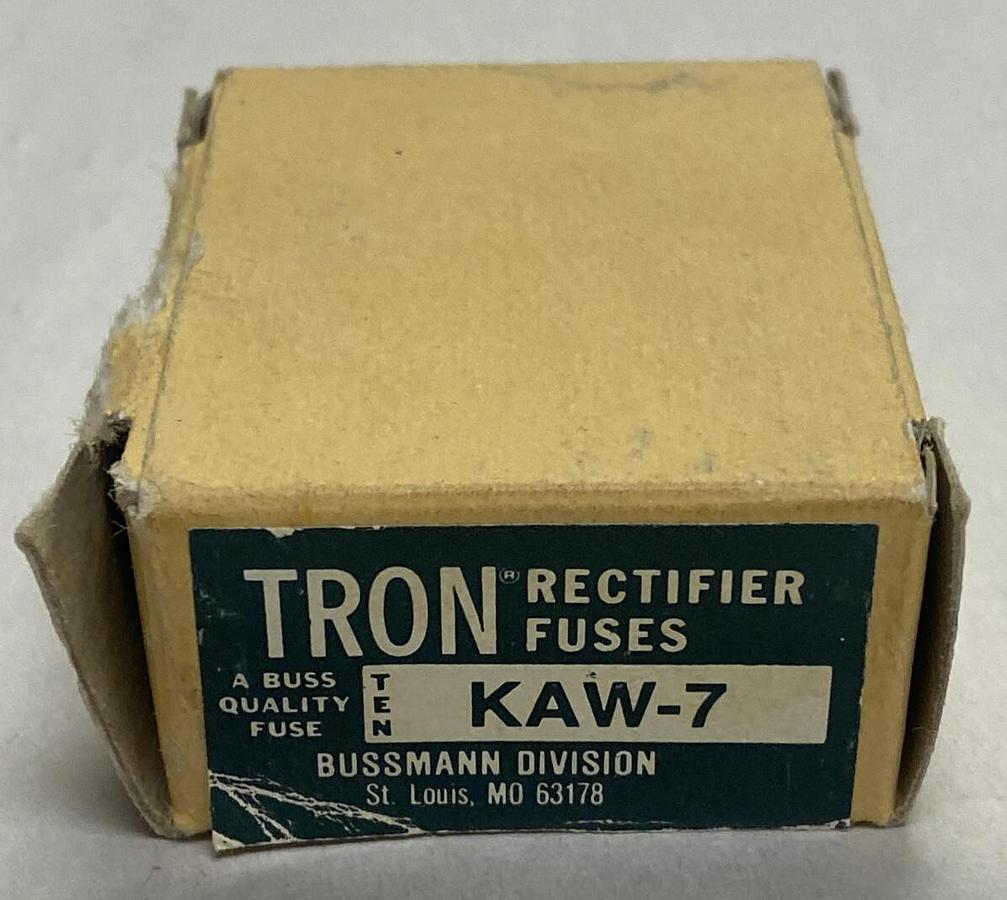 TRON® RECTIFIER
FUSES
A BUSS
QUALITY
FUSE
TEN
KAW-7
BUSSMANN DIVISION
St. Louis, MO 63178